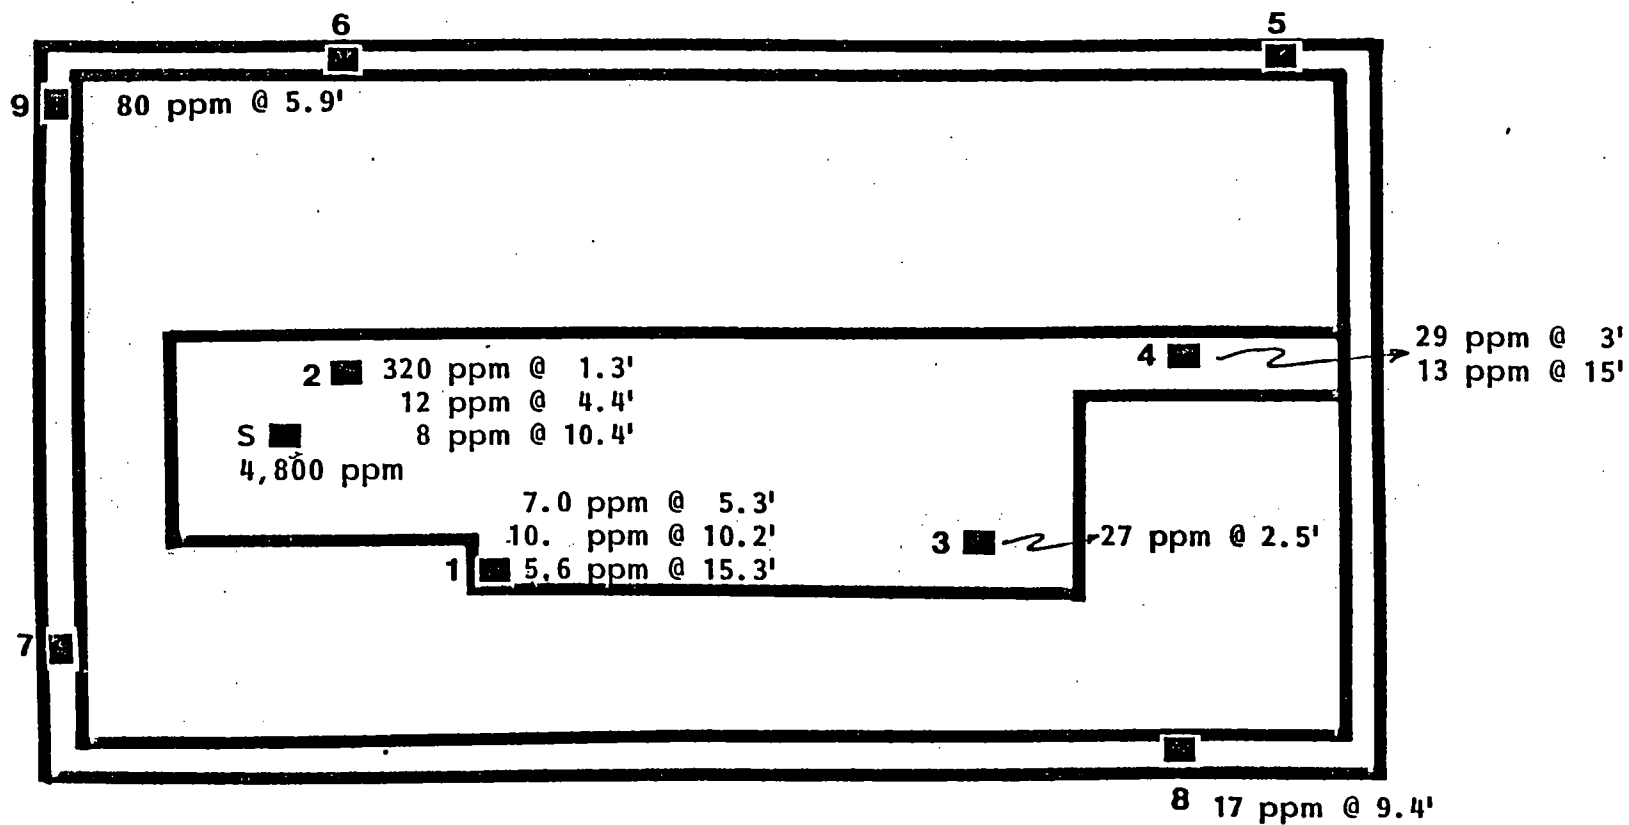 6
5
9
80 ppm @ 5.9'
2
320 ppm @ 1.3'
12 ppm @ 4.4'
8 ppm @ 10.4'
4
29 ppm @ 3'
13 ppm @ 15'
S
4,800 ppm
7.0 ppm @ 5.3'
10. ppm @ 10.2'
1
5.6 ppm @ 15.3'
3
27 ppm @ 2.5'
7
8
17 ppm @ 9.4'